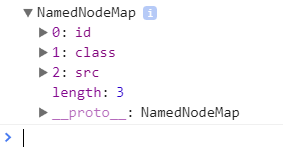 ▼ NamedNodeMap i
▶ 0: id
▶ 1: class
▶ 2: src
length: 3
▶ __proto__: NamedNodeMap
>